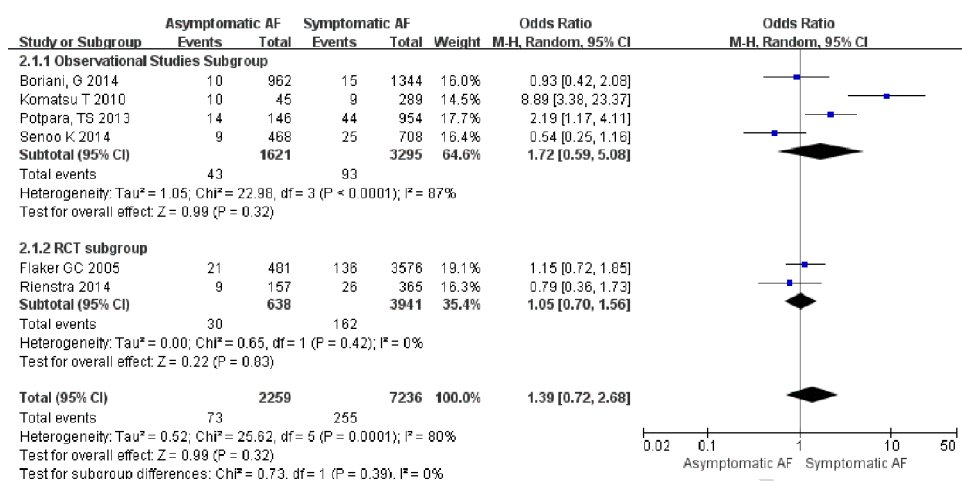 Asymptomatic AF Symptomatic AF Odds Ratio Odds Ratio
Study or Subgroup Events Total Events Total Weight M-H, Random, 95% CI M-H, Random, 95% CI
2.1.1 Observational Studies Subgroup
Boriani, G 2014 10 962 15 1344 16.0% 0.93 [0.42, 2.08]
Komatsu T 2010 10 45 9 289 14.5% 8.89 [3.38, 23.37]
Potpara, TS 2013 14 146 44 954 17.7% 2.19 [1.17, 4.11]
Senoo K 2014 9 468 25 708 16.4% 0.54 [0.25, 1.16]
Subtotal (95% CI) 1621 3295 64.6% 1.72 [0.59, 5.08]
Total events 43 93
Heterogeneity: Tau² = 1.05; Chi² = 22.98, df = 3 (P < 0.0001); I² = 87%
Test for overall effect: Z = 0.99 (P = 0.32)
2.1.2 RCT subgroup
Flaker GC 2005 21 481 136 3576 19.1% 1.15 [0.72, 1.85]
Rienstra 2014 9 157 26 365 16.3% 0.79 [0.36, 1.73]
Subtotal (95% CI) 638 3941 35.4% 1.05 [0.70, 1.56]
Total events 30 162
Heterogeneity: Tau² = 0.00; Chi² = 0.65, df = 1 (P = 0.42); I² = 0%
Test for overall effect: Z = 0.22 (P = 0.83)
Total (95% CI) 2259 7236 100.0% 1.39 [0.72, 2.68]
Total events 73 255
Heterogeneity: Tau² = 0.52; Chi² = 25.62, df = 5 (P = 0.0001); I² = 80%
Test for overall effect: Z = 0.99 (P = 0.32)
Test for subgroup differences: Chi² = 0.73, df = 1 (P = 0.39), I² = 0%
0.02 0.1 1 10 50
Asymptomatic AF Symptomatic AF